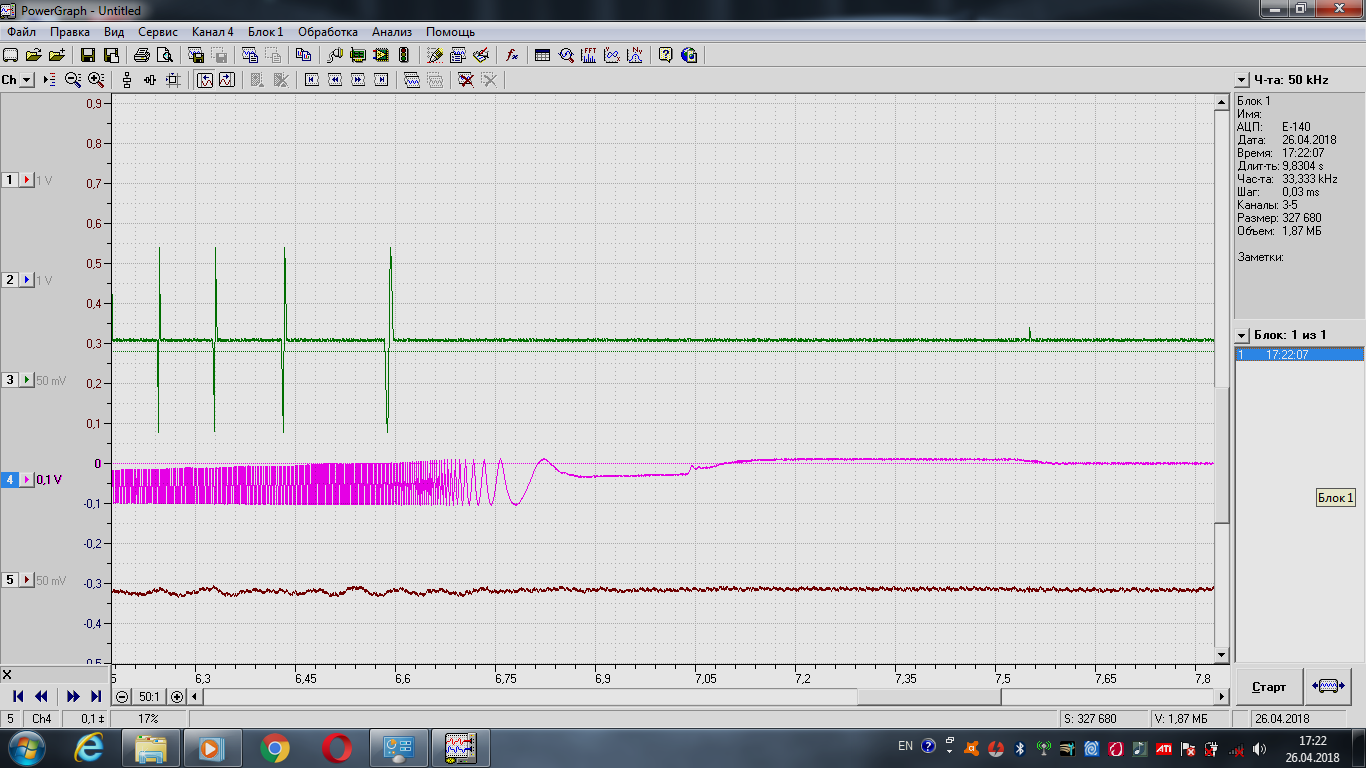 PowerGraph - Untitled
Файл Правка Вид Сервис Канал 4 Блок 1 Обработка Анализ Помощь
Ch
Ч-та: 50 kHz
Блок 1
Имя:
АЦП: E-140
Дата: 26.04.2018
Время: 17:22:07
Длит-ть: 9,8304 s
Час-та: 33,333 kHz
Шаг: 0,03 ms
Каналы: 3-5
Размер: 327 680
Объем: 1,87 МБ
Заметки:
Блок: 1 из 1
1 17:22:07
Блок 1
1 1 V
2 1 V
3 50 mV
4 0,1 V
5 50 mV
0,9
0,8
0,7
0,6
0,5
0,4
0,3
0,2
0,1
0
-0,1
-0,2
-0,3
-0,4
-0,5
6,3 6,45 6,6 6,75 6,9 7,05 7,2 7,35 7,5 7,65 7,8
X
50:1
Старт
5 Ch4 0,1 ± 17% S: 327 680 V: 1,87 МБ 26.04.2018
EN
17:22
26.04.2018